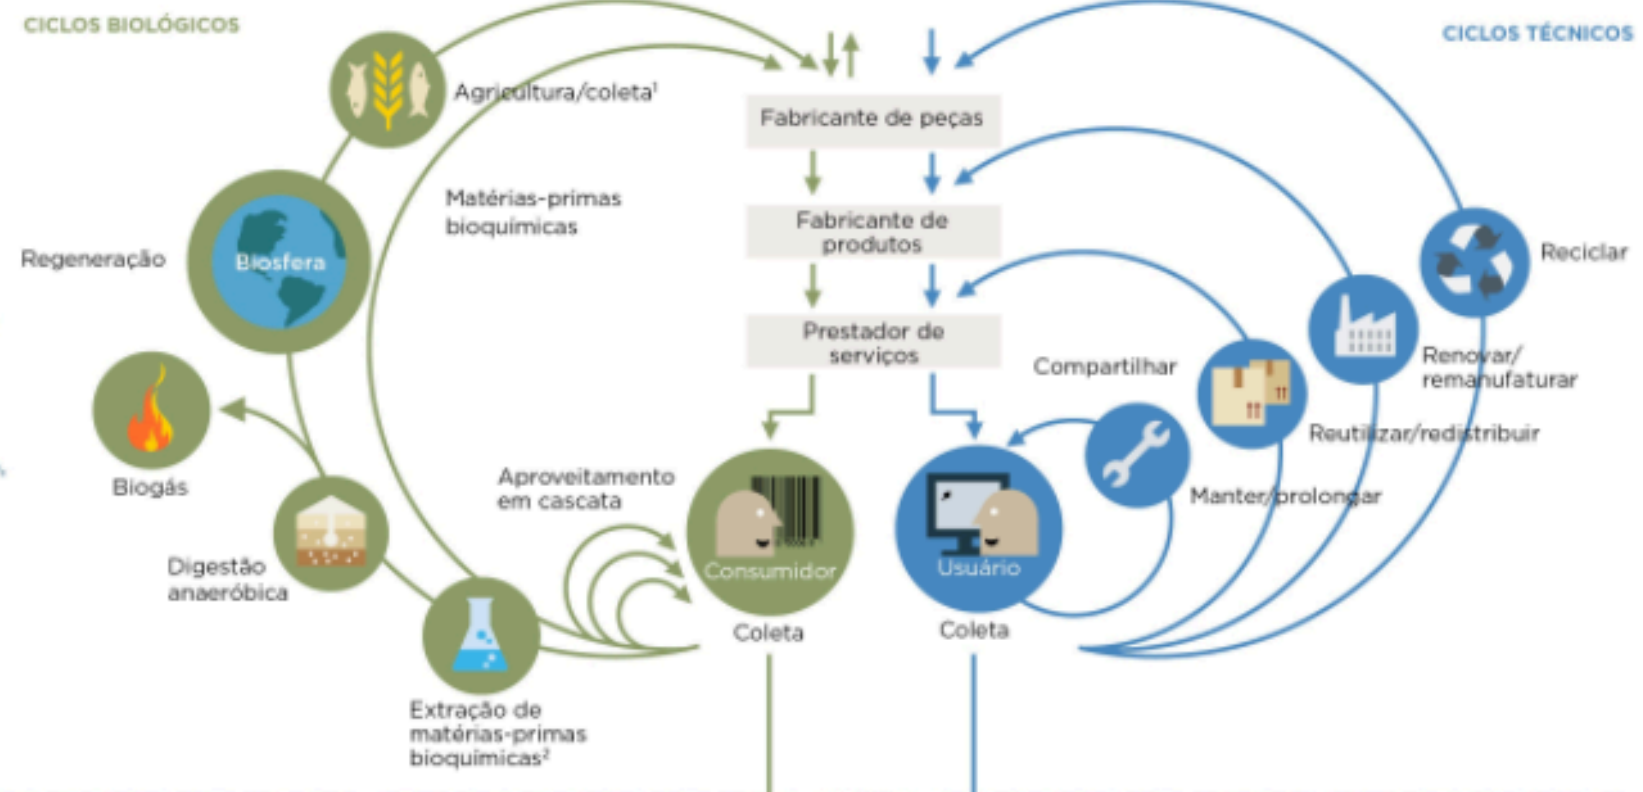 CICLOS BIOLÓGICOS
CICLOS TÉCNICOS
Agricultura/coleta¹
Fabricante de peças
Matérias-primas
bioquímicas
Fabricante de
produtos
Regeneração
Biosfera
Reciclar
Prestador de
serviços
Compartilhar
Renovar/
remanufaturar
Reutilizar/redistribuir
Biogás
Aproveitamento
em cascata
Manter/prolongar
Digestão
anaeróbica
Consumidor
Usuário
Coleta
Coleta
Extração de
matérias-primas
bioquímicas²